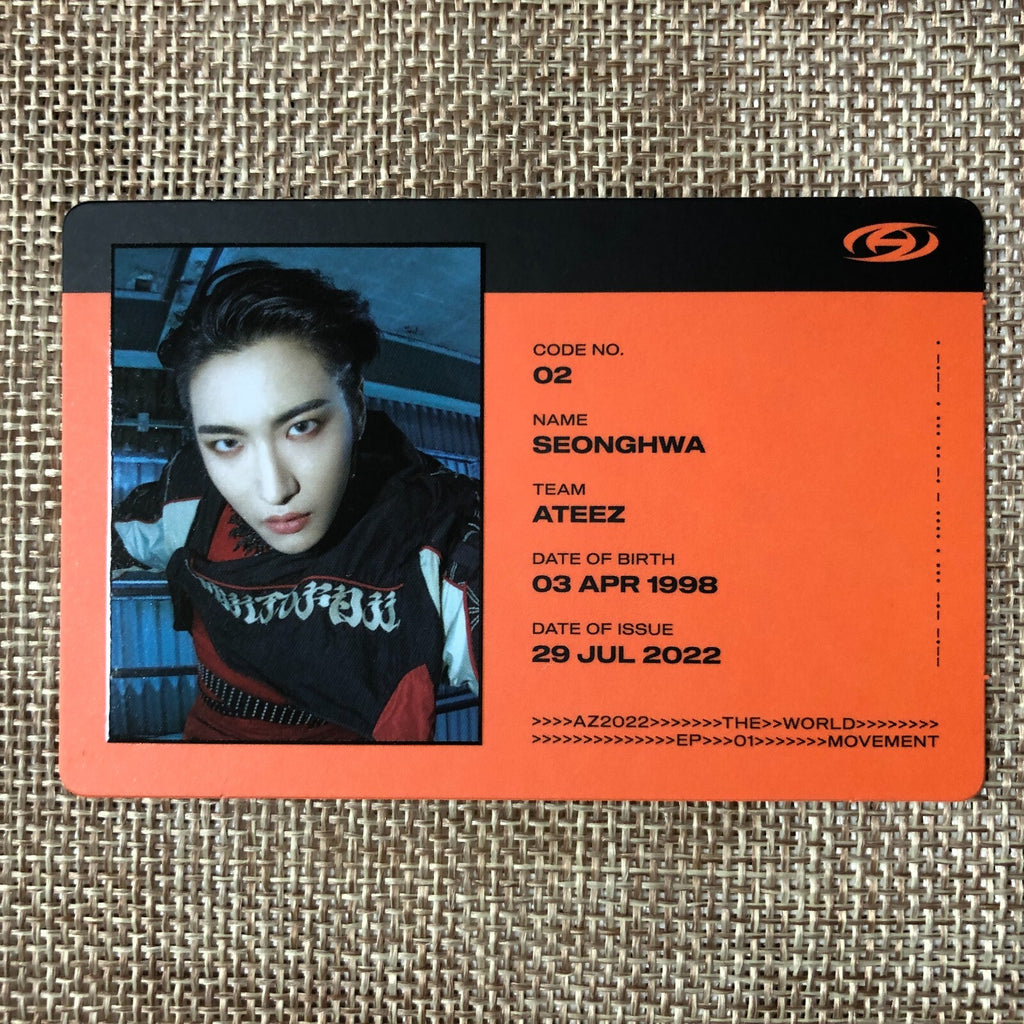 CODE NO.
02
NAME
SEONGHWA
TEAM
ATEEZ
DATE OF BIRTH
03 APR 1998
DATE OF ISSUE
29 JUL 2022
>>>>AZ2022>>>>>>>THE>>WORLD>>>>>>>>
>>>>>>>>>>>>>>EP>>>01>>>>>>>MOVEMENT